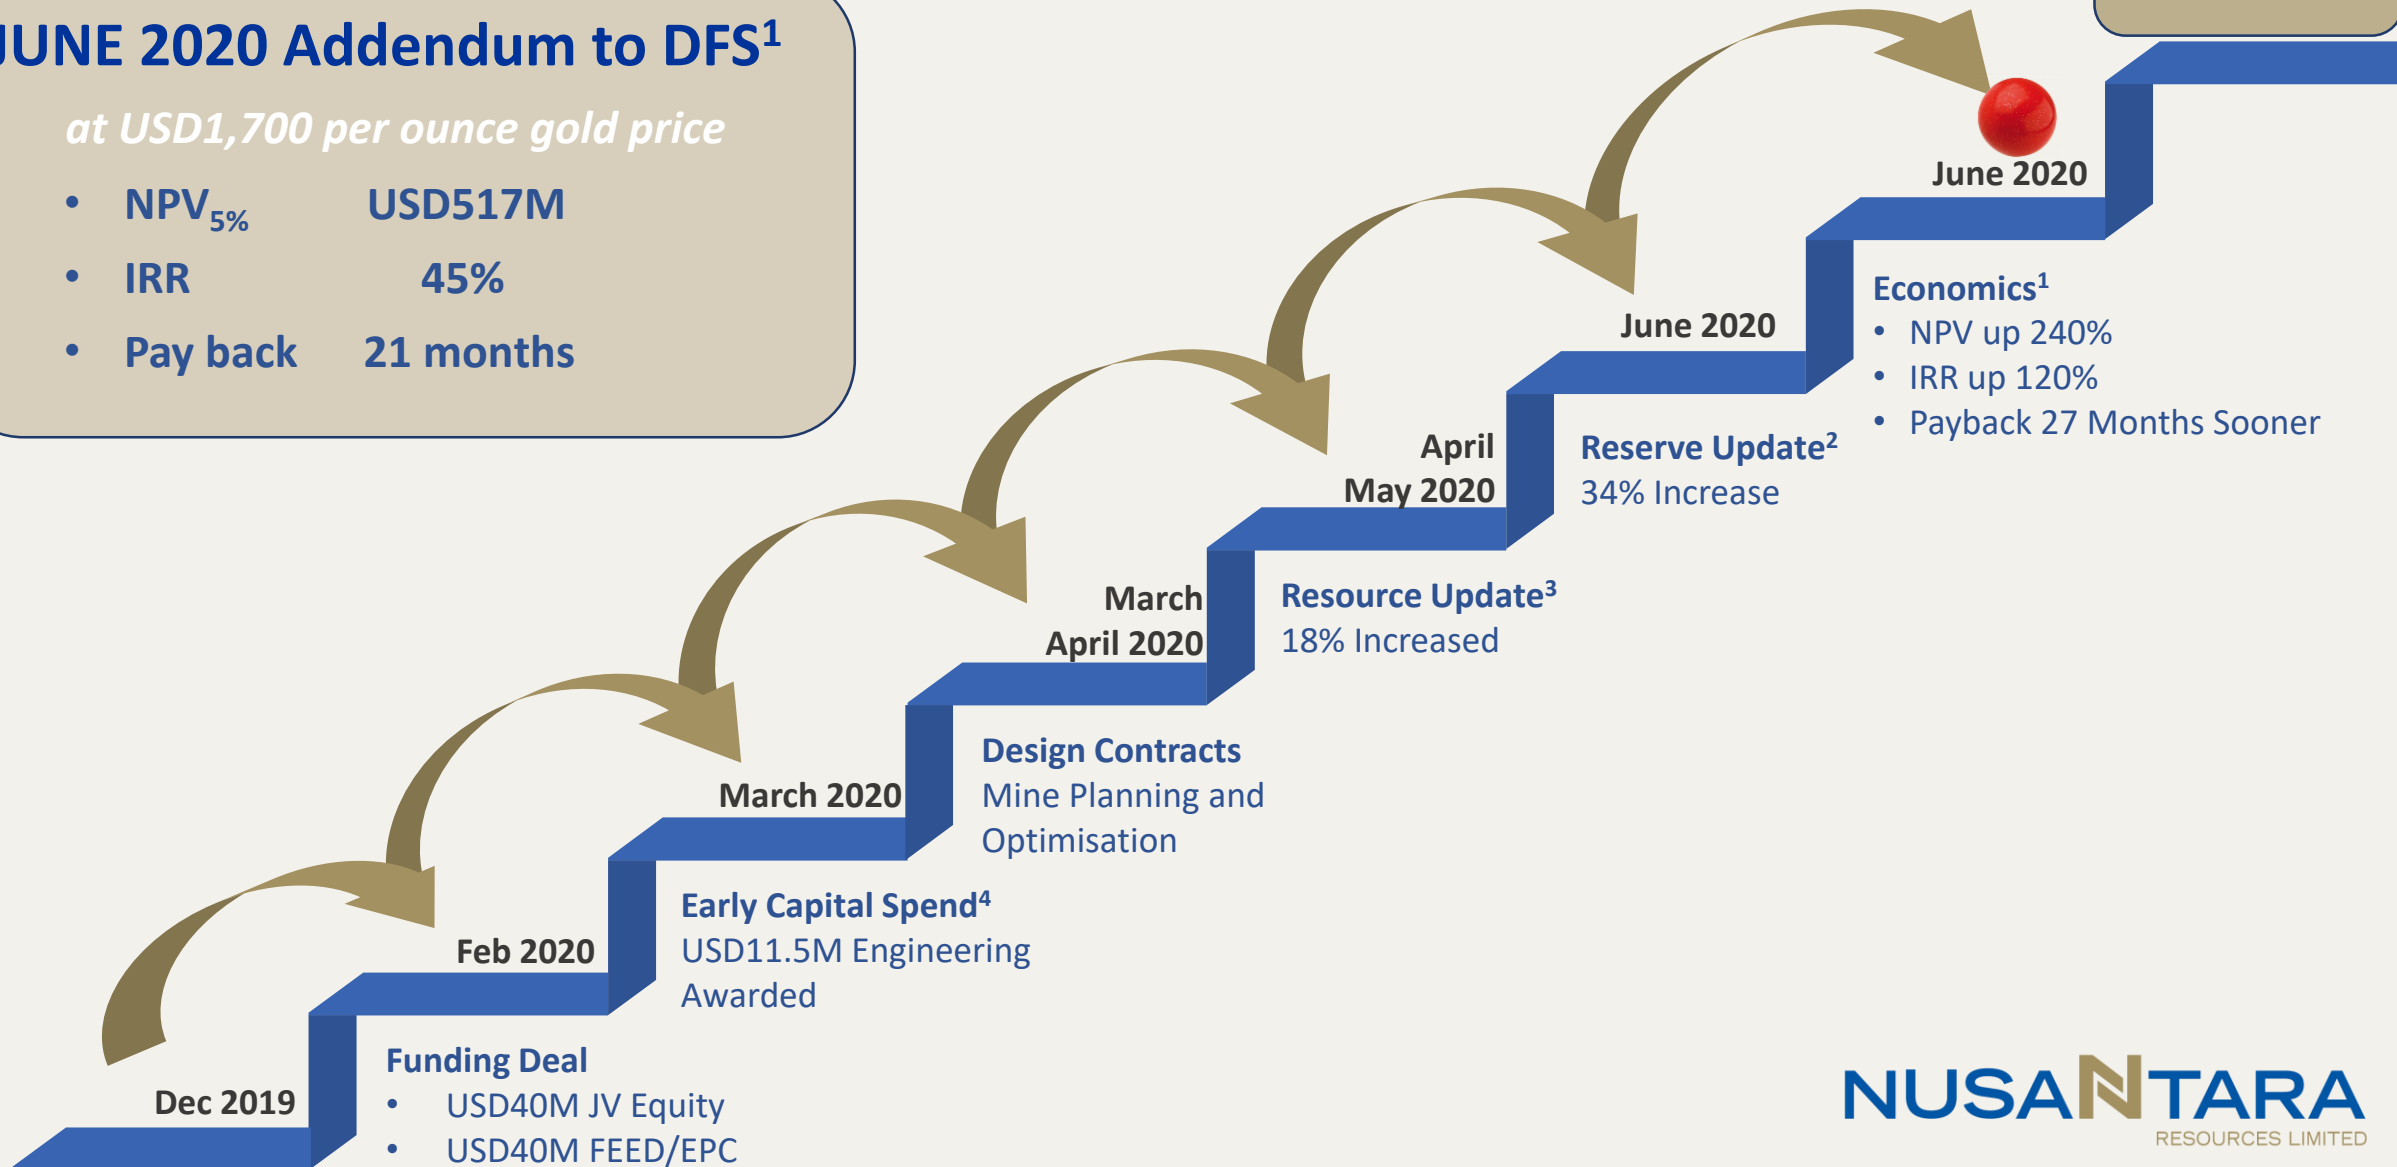 JUNE 2020 Addendum to DFS¹
at USD1,700 per ounce gold price
• NPV5% USD517M
• IRR 45%
• Pay back 21 months
June 2020
Economics¹
• NPV up 240%
• IRR up 120%
• Payback 27 Months Sooner
June 2020
Reserve Update²
34% Increase
April
May 2020
Resource Update³
18% Increased
March
April 2020
Design Contracts
Mine Planning and
Optimisation
March 2020
Early Capital Spend⁴
USD11.5M Engineering
Awarded
Feb 2020
Funding Deal
• USD40M JV Equity
• USD40M FEED/EPC
Dec 2019
NUSANTARA
RESOURCES LIMITED